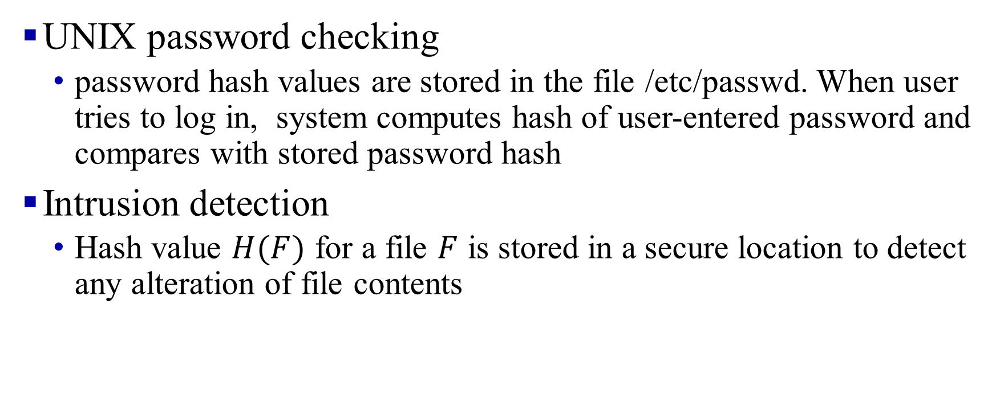 ▪UNIX password checking
• password hash values are stored in the file /etc/passwd. When user
tries to log in,  system computes hash of user-entered password and
compares with stored password hash
▪Intrusion detection
• Hash value 𝐻(𝐹) for a file 𝐹 is stored in a secure location to detect
any alteration of file contents